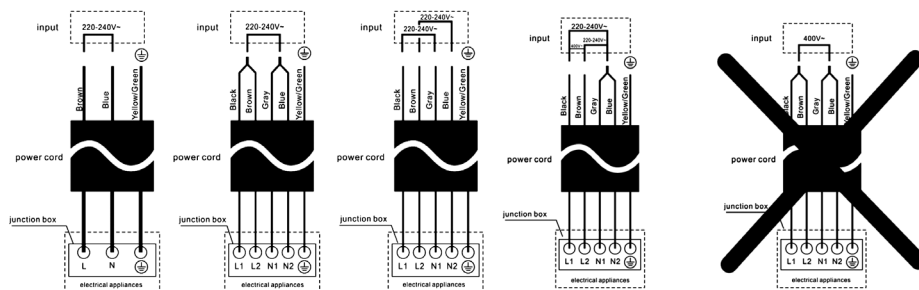 input
220-240V~
Brown
Blue
Yellow/Green
power cord
junction box
L
N
electrical appliances
input
220-240V~
Black
Brown
Gray
Blue
Yellow/Green
power cord
junction box
L1 L2 N1 N2
electrical appliances
input
220-240V~
220-240V~
Black
Brown
Gray
Blue
Yellow/Green
power cord
junction box
L1 L2 N1 N2
electrical appliances
input
220-240V~
220-240V~
400V~
Black
Brown
Gray
Blue
Yellow/Green
power cord
junction box
L1 L2 N1 N2
electrical appliances
input
400V~
Black
Brown
Gray
Blue
Yellow/Green
power cord
junction box
L1 L2 N1 N2
electrical appliances